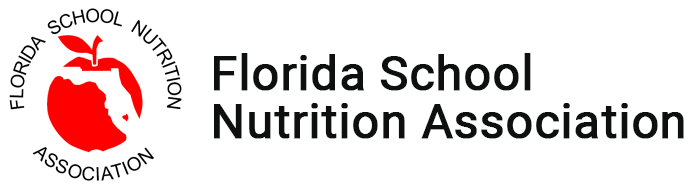 FLORIDA SCHOOL NUTRITION
ASSOCIATION
Florida School
Nutrition Association